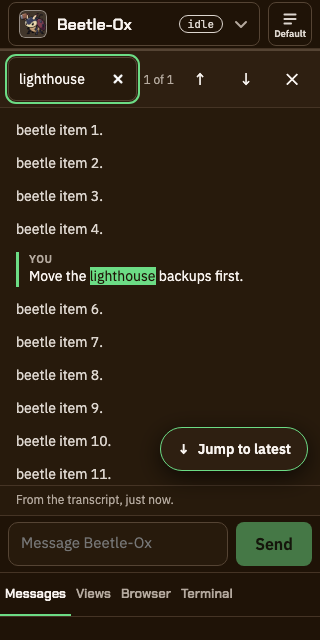 Beetle-Ox
idle
Default
lighthouse
1 of 1
beetle item 1.
beetle item 2.
beetle item 3.
beetle item 4.
YOU
Move the lighthouse backups first.
beetle item 6.
beetle item 7.
beetle item 8.
beetle item 9.
beetle item 10.
Jump to latest
beetle item 11.
From the transcript, just now.
Message Beetle-Ox
Send
Messages Views Browser Terminal